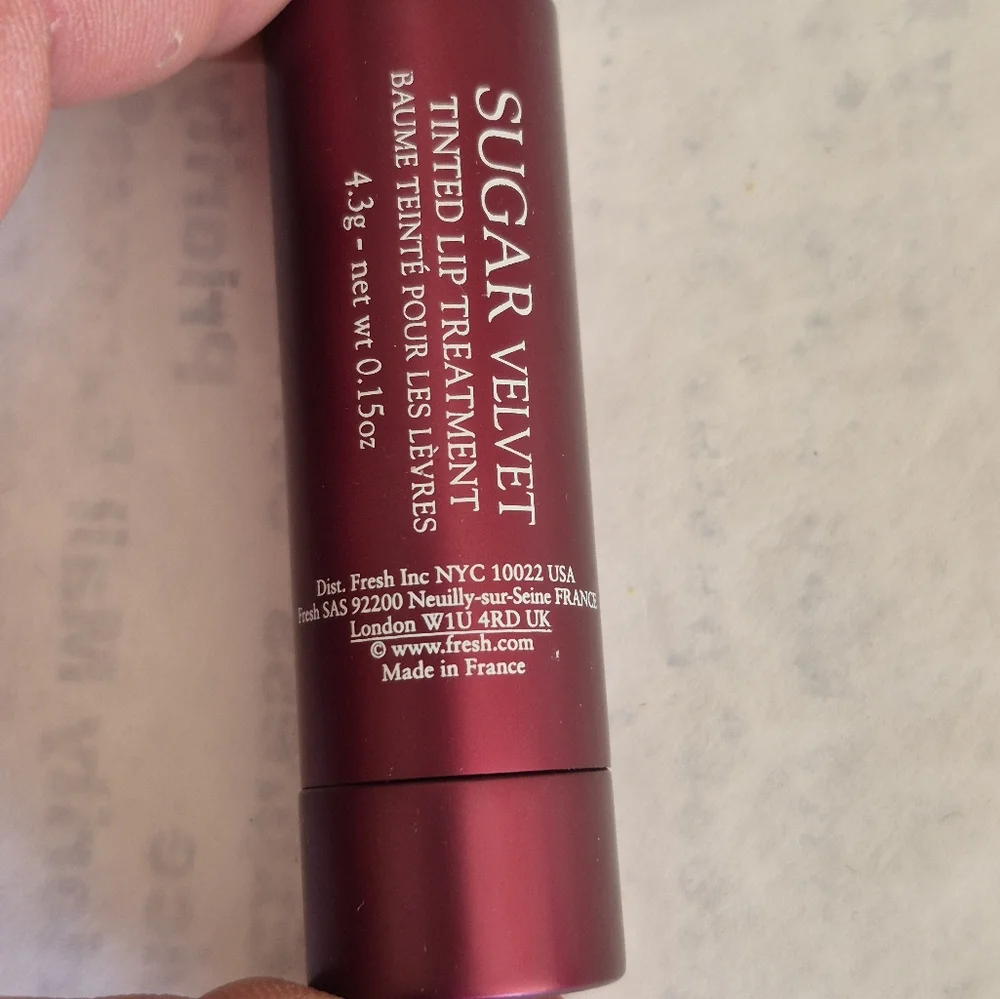 SUGAR VELVET
TINTED LIP TREATMENT
BAUME TEINTÉ POUR LES LÈVRES
4.3g - net wt 0.15oz
Dist. Fresh Inc NYC 10022 USA
Fresh SAS 92200 Neuilly-sur-Seine FRANCE
London W1U 4RD UK
© www.fresh.com
Made in France